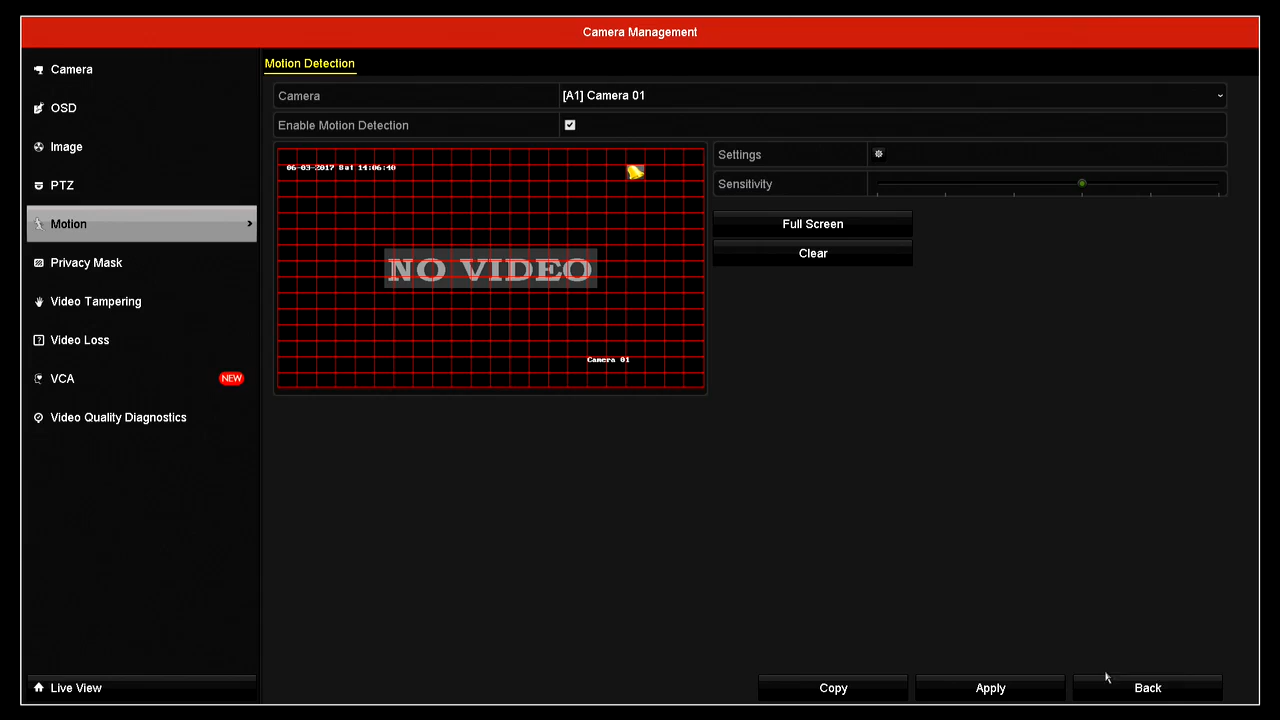 Camera Management
Camera
OSD
Image
PTZ
Motion
Privacy Mask
Video Tampering
Video Loss
VCA NEW
Video Quality Diagnostics
Live View
Motion Detection
Camera [A1] Camera 01
Enable Motion Detection
06-03-2017 Sat 14:06:40
NO VIDEO
Camera 01
Settings
Sensitivity
Full Screen
Clear
Copy Apply Back